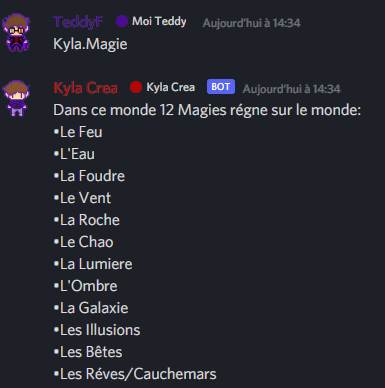 TeddyF Moi Teddy Aujourd'hui à 14:34
Kyla.Magie
Kyla Crea Kyla Crea BOT Aujourd'hui à 14:34
Dans ce monde 12 Magies régne sur le monde:
•Le Feu
•L'Eau
•La Foudre
•Le Vent
•La Roche
•Le Chao
•La Lumiere
•L'Ombre
•La Galaxie
•Les Illusions
•Les Bêtes
•Les Réves/Cauchemars